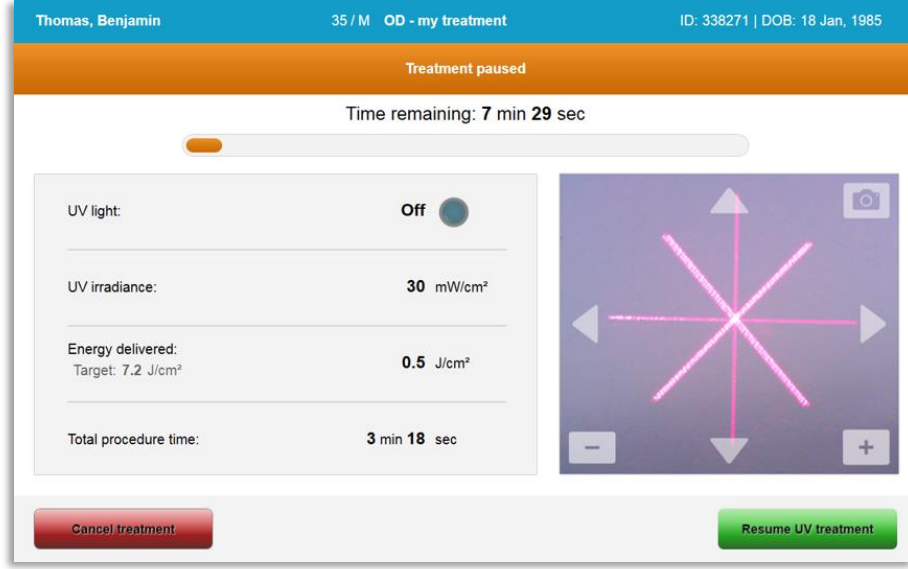 Thomas, Benjamin 35 / M OD - my treatment ID: 338271 | DOB: 18 Jan, 1985
Treatment paused
Time remaining: 7 min 29 sec
UV light: Off
UV irradiance: 30 mW/cm²
Energy delivered:
Target: 7.2 J/cm²
0.5 J/cm²
Total procedure time: 3 min 18 sec
− +
Cancel treatment Resume UV treatment